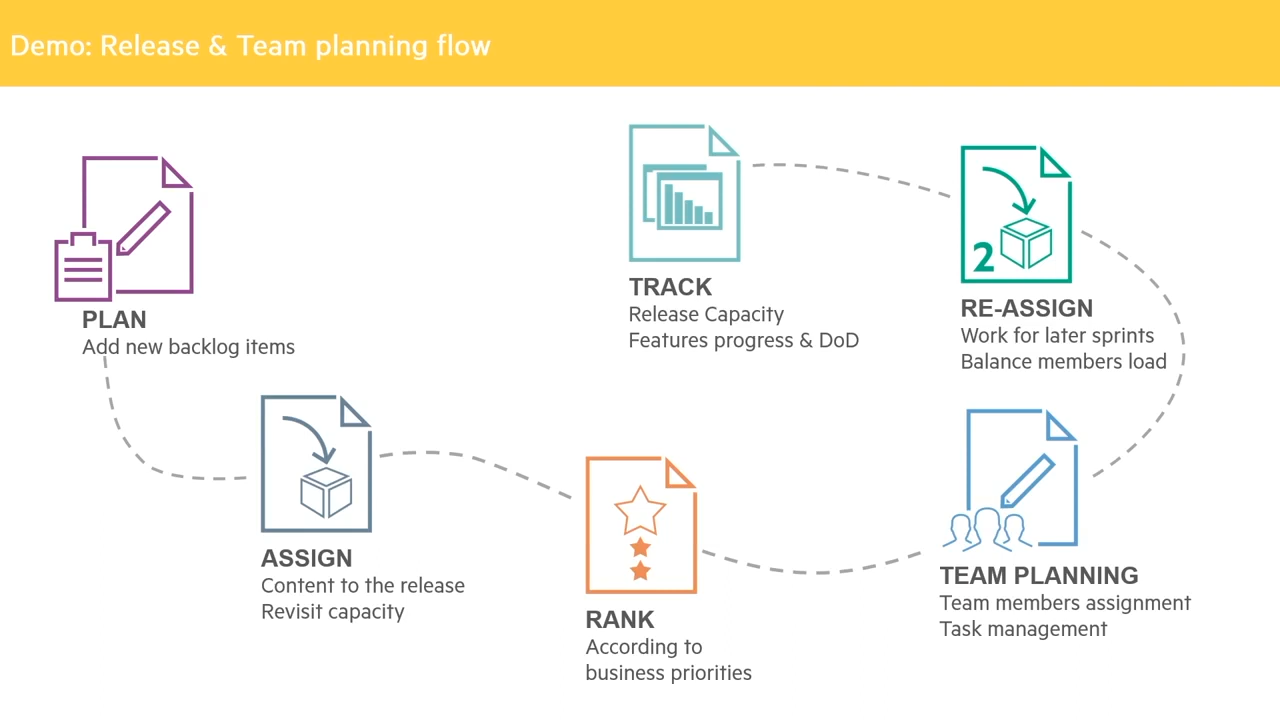 Demo: Release & Team planning flow
PLAN
Add new backlog items
ASSIGN
Content to the release
Revisit capacity
RANK
According to
business priorities
TEAM PLANNING
Team members assignment
Task management
2
RE-ASSIGN
Work for later sprints
Balance members load
TRACK
Release Capacity
Features progress & DoD